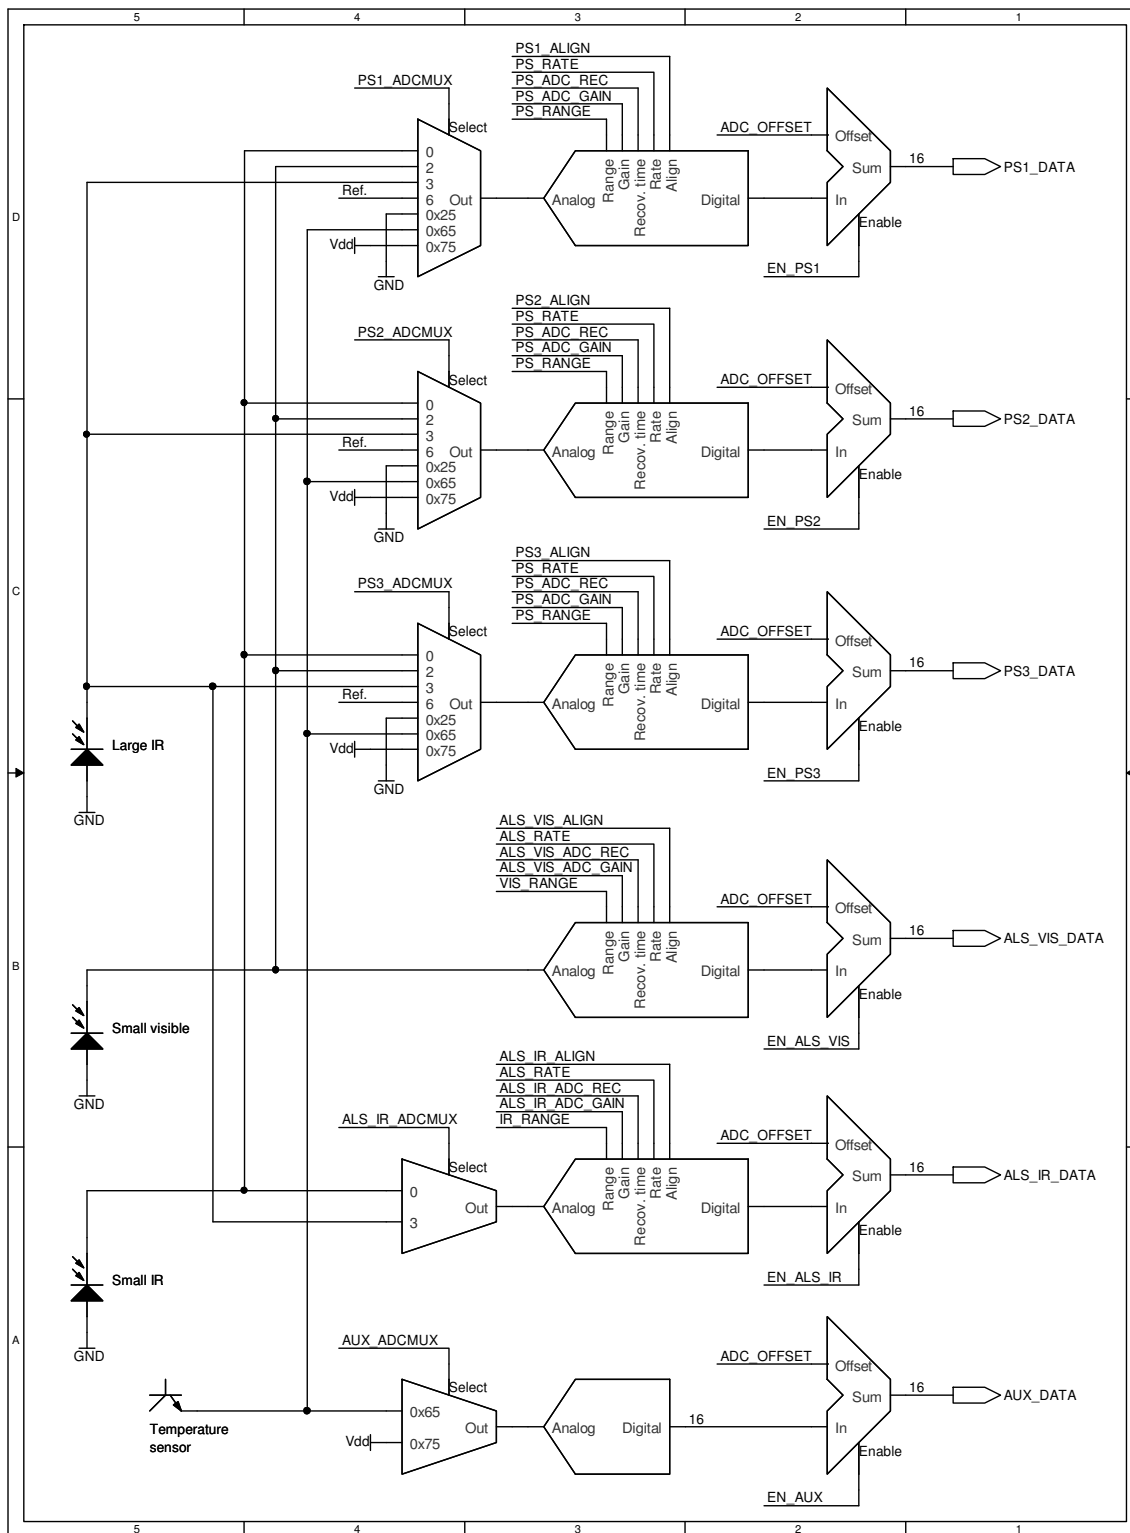 5 4 3 2 1
PS1_ALIGN
PS_RATE
PS_ADC_REC
PS_ADC_GAIN
PS_RANGE
PS1_ADCMUX
Select
0
2
3
Ref. 6
0x25
0x65
Vdd 0x75
Out
GND
Analog
Range
Gain
Recov. time
Rate
Align
Digital
ADC_OFFSET
Offset
Sum
In
Enable
EN_PS1
16
PS1_DATA
D
PS2_ALIGN
PS_RATE
PS_ADC_REC
PS_ADC_GAIN
PS_RANGE
PS2_ADCMUX
Select
0
2
3
Ref. 6
0x25
0x65
Vdd 0x75
Out
GND
Analog
Range
Gain
Recov. time
Rate
Align
Digital
ADC_OFFSET
Offset
Sum
In
Enable
EN_PS2
16
PS2_DATA
PS3_ALIGN
PS_RATE
PS_ADC_REC
PS_ADC_GAIN
PS_RANGE
C
PS3_ADCMUX
Select
0
2
3
Ref. 6
0x25
0x65
Vdd 0x75
Out
GND
Analog
Range
Gain
Recov. time
Rate
Align
Digital
ADC_OFFSET
Offset
Sum
In
Enable
EN_PS3
16
PS3_DATA
Large IR
GND
ALS_VIS_ALIGN
ALS_RATE
ALS_VIS_ADC_REC
ALS_VIS_ADC_GAIN
VIS_RANGE
Analog
Range
Gain
Recov. time
Rate
Align
Digital
ADC_OFFSET
Offset
Sum
In
Enable
EN_ALS_VIS
16
ALS_VIS_DATA
B
Small visible
GND
ALS_IR_ALIGN
ALS_RATE
ALS_IR_ADC_REC
ALS_IR_ADC_GAIN
IR_RANGE
ALS_IR_ADCMUX
Select
0
3
Out
Analog
Range
Gain
Recov. time
Rate
Align
Digital
ADC_OFFSET
Offset
Sum
In
Enable
EN_ALS_IR
16
ALS_IR_DATA
Small IR
GND
A
AUX_ADCMUX
Select
0x65
Vdd 0x75
Out
Temperature
sensor
Analog
Digital
16
ADC_OFFSET
Offset
Sum
In
Enable
EN_AUX
16
AUX_DATA
5 4 3 2 1